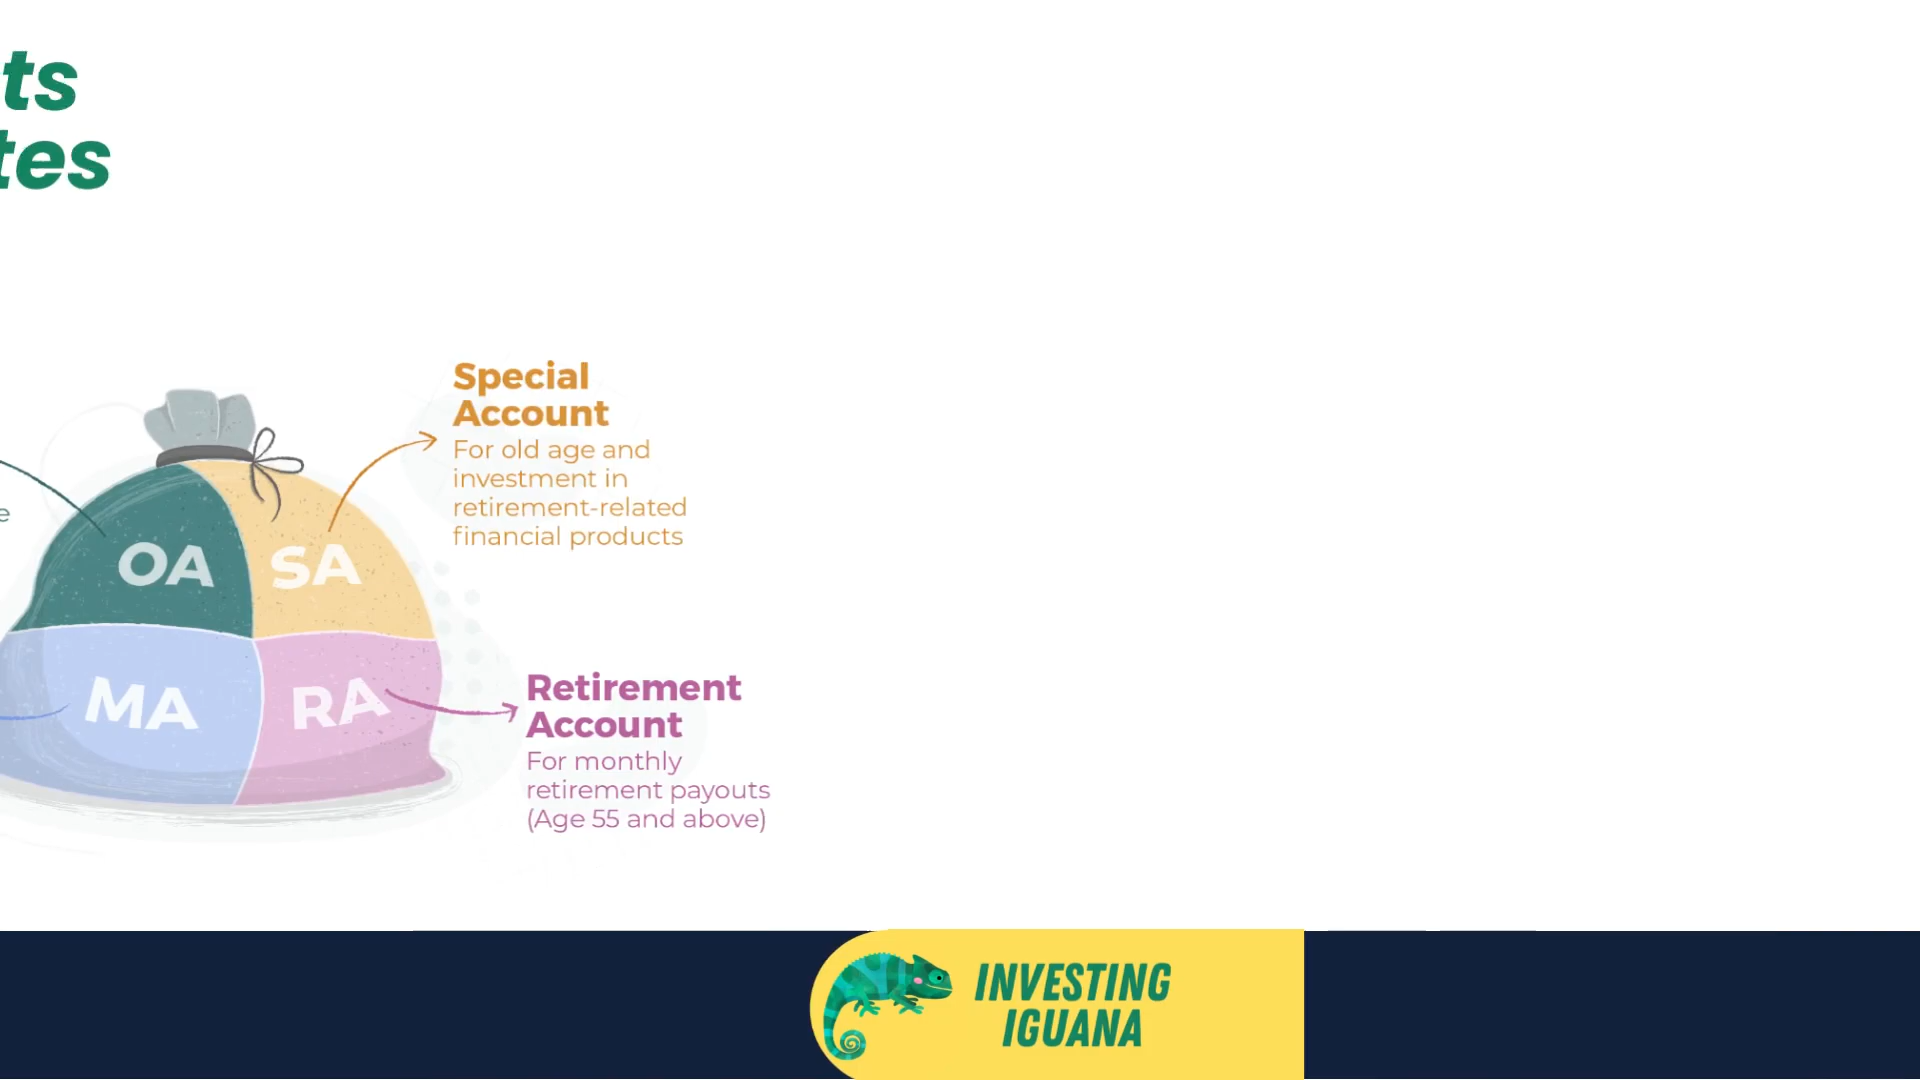 ts
tes
Special
Account
For old age and
investment in
retirement-related
financial products
e
OA
SA
MA
RA
Retirement
Account
For monthly
retirement payouts
(Age 55 and above)
INVESTING
IGUANA